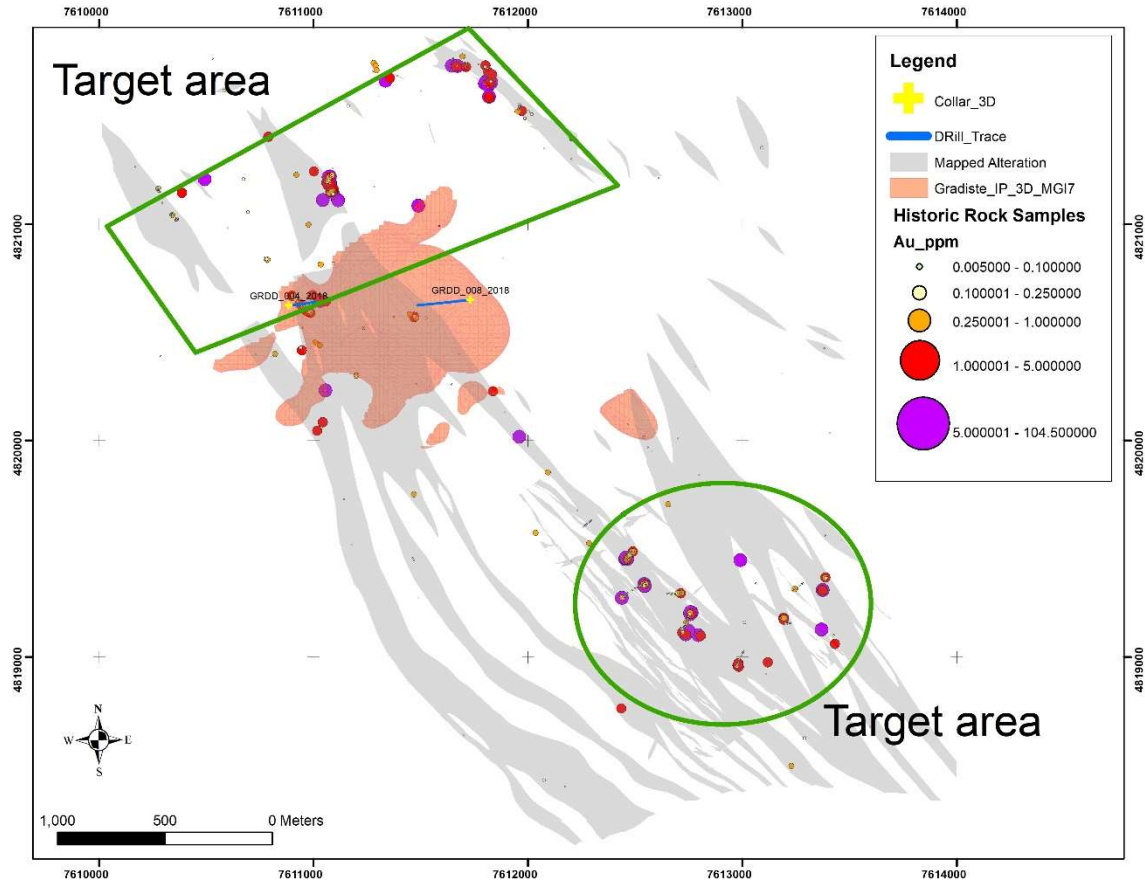 7610000 7611000 7612000 7613000 7614000
Target area
Legend
Collar_3D
DRill_Trace
Mapped Alteration
Gradiste_IP_3D_MGI7
Historic Rock Samples
Au_ppm
0.005000 - 0.100000
0.100001 - 0.250000
0.250001 - 1.000000
1.000001 - 5.000000
5.000001 - 104.500000
4821000 4821000
GRDD_004_2018 GRDD_008_2018
4820000 4820000
4819000 4819000
Target area
N
W E
S
1,000 500 0 Meters
7610000 7611000 7612000 7613000 7614000